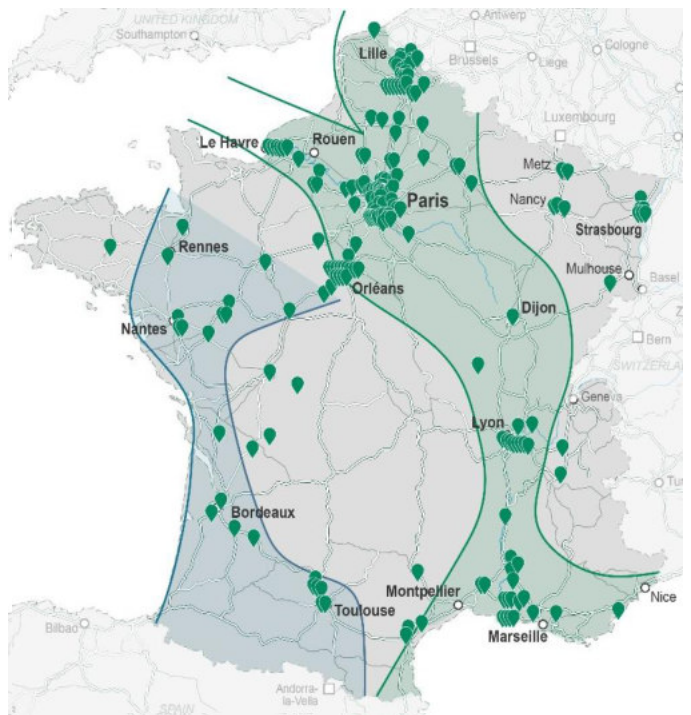 UNITED KINGDOM
Southampton
Antwerp
Lille
Brussels
Cologne
Liege
Luxembourg
Le Havre
Rouen
Metz
Paris
Nancy
Strasbourg
Rennes
Mulhouse
Basel
Orléans
Nantes
Dijon
Bern
SWITZERLAND
Geneva
Lyon
Bordeaux
Montpellier
Nice
Toulouse
Marseille
Bilbao
Andorra-
la-Vella
SPAIN